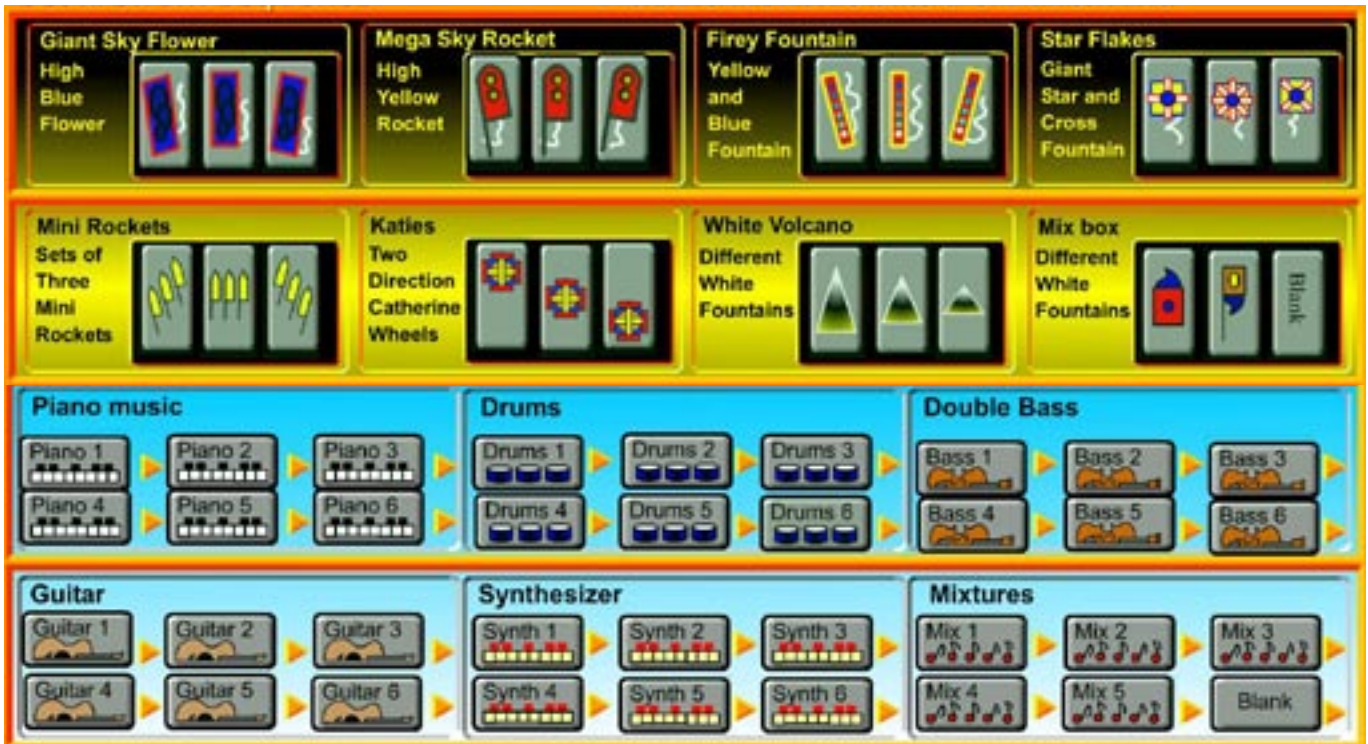 Giant Sky Flower
High
Blue
Flower
Mega Sky Rocket
High
Yellow
Rocket
Firey Fountain
Yellow
and
Blue
Fountain
Star Flakes
Giant
Star and
Cross
Fountain
Mini Rockets
Sets of
Three
Mini
Rockets
Katies
Two
Direction
Catherine
Wheels
White Volcano
Different
White
Fountains
Mix box
Different
White
Fountains
Blank
Piano music
Piano 1 Piano 2 Piano 3
Piano 4 Piano 5 Piano 6
Drums
Drums 1 Drums 2 Drums 3
Drums 4 Drums 5 Drums 6
Double Bass
Bass 1 Bass 2 Bass 3
Bass 4 Bass 5 Bass 6
Guitar
Guitar 1 Guitar 2 Guitar 3
Guitar 4 Guitar 5 Guitar 6
Synthesizer
Synth 1 Synth 2 Synth 3
Synth 4 Synth 5 Synth 6
Mixtures
Mix 1 Mix 2 Mix 3
Mix 4 Mix 5 Blank